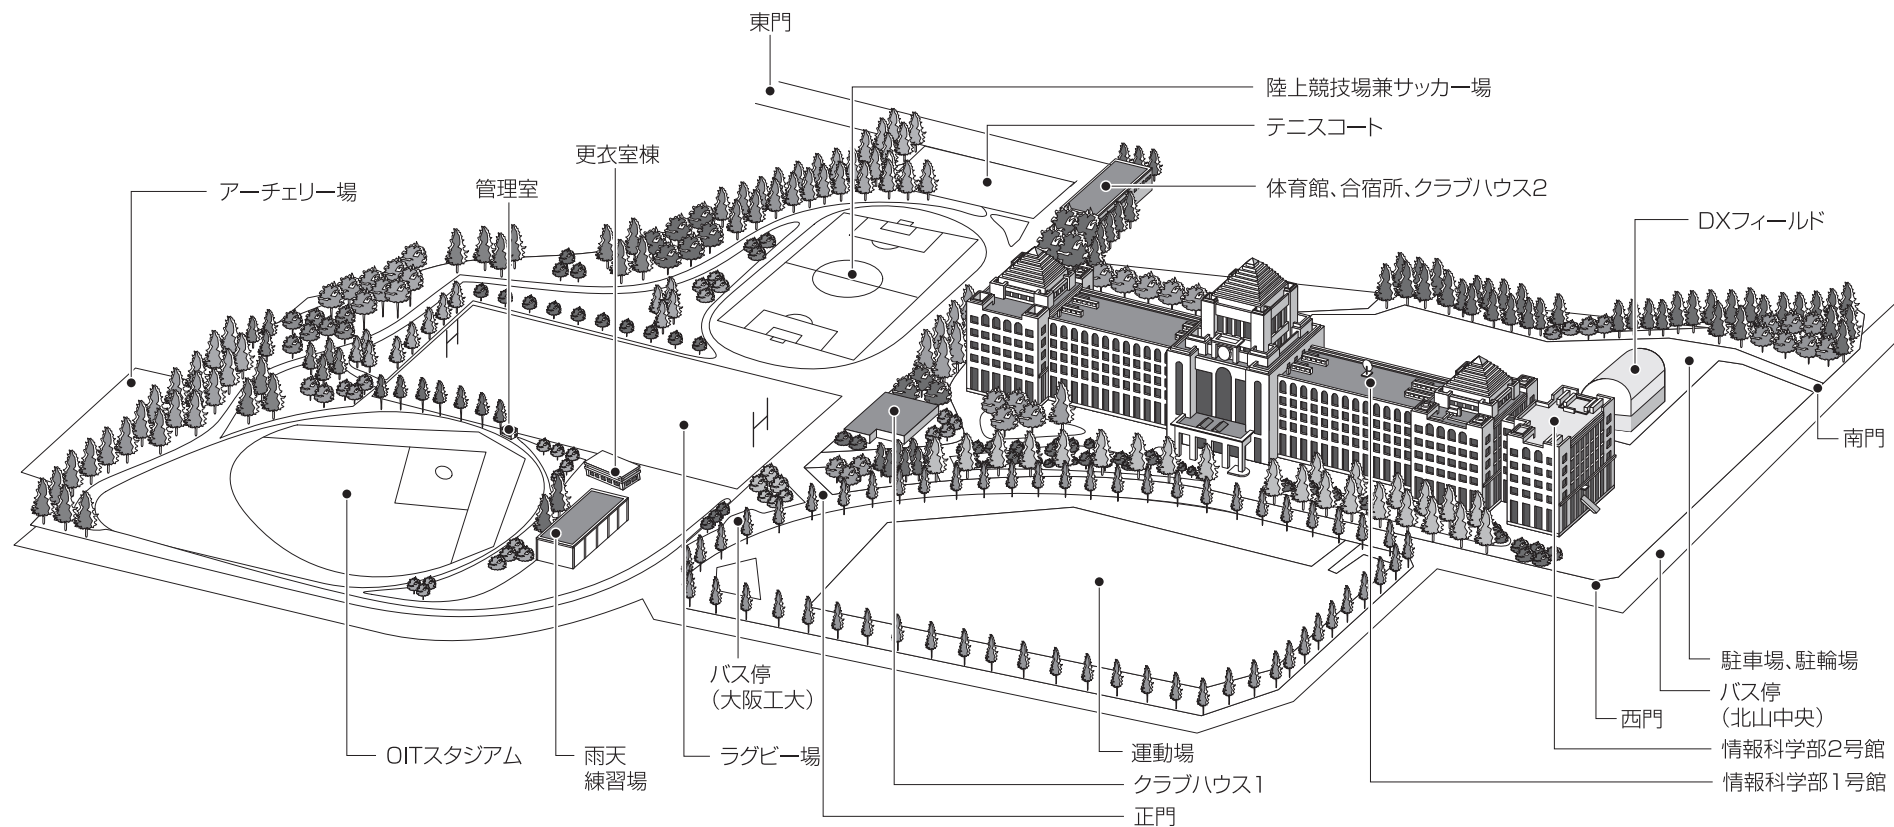 東門
陸上競技場兼サッカー場
テニスコート
更衣室棟
管理室
アーチェリー場
体育館、合宿所、クラブハウス2
DXフィールド
南門
駐車場、駐輪場
バス停
（大阪工大）
バス停
（北山中央）
西門
OITスタジアム
雨天
練習場
ラグビー場
運動場
情報科学部2号館
クラブハウス1
情報科学部1号館
正門